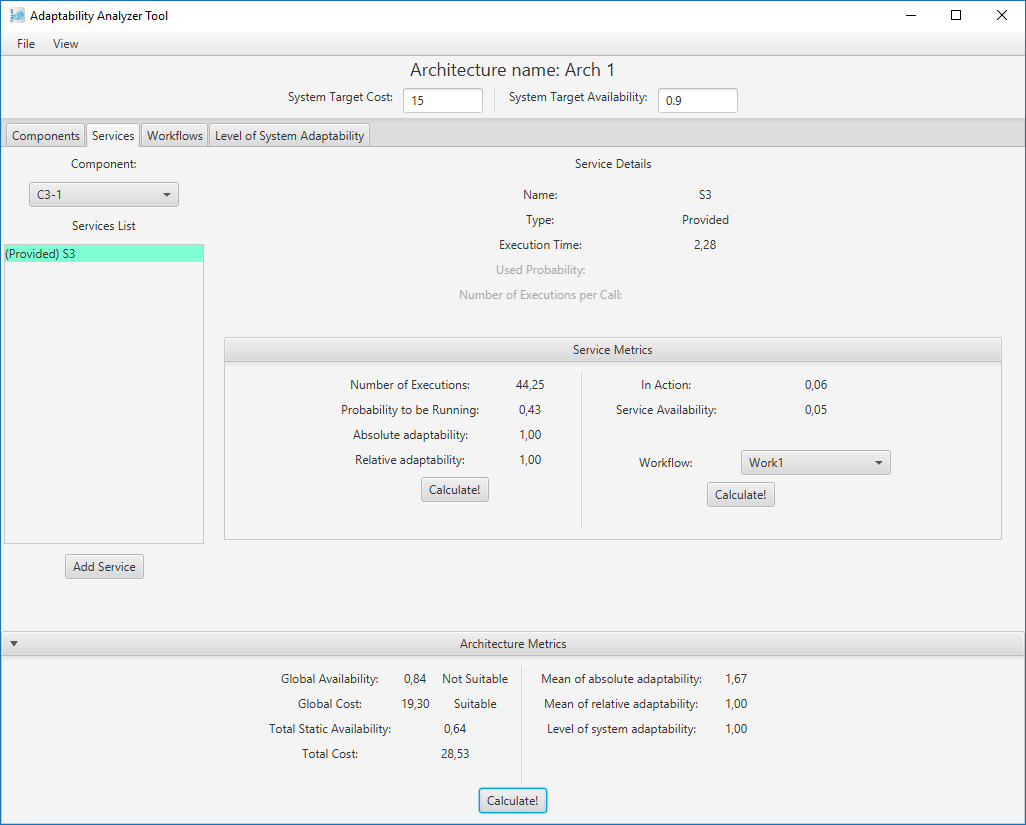 Adaptability Analyzer Tool
File View
Architecture name: Arch 1
System Target Cost: 15 System Target Availability: 0.9
Components Services Workflows Level of System Adaptability
Component:
C3-1
Services List
(Provided) S3
Add Service
Service Details
Name: S3
Type: Provided
Execution Time: 2,28
Used Probability:
Number of Executions per Call:
Service Metrics
Number of Executions: 44,25
Probability to be Running: 0,43
Absolute adaptability: 1,00
Relative adaptability: 1,00
Calculate!
In Action: 0,06
Service Availability: 0,05
Workflow: Work1
Calculate!
Architecture Metrics
Global Availability: 0,84 Not Suitable
Global Cost: 19,30 Suitable
Total Static Availability: 0,64
Total Cost: 28,53
Mean of absolute adaptability: 1,67
Mean of relative adaptability: 1,00
Level of system adaptability: 1,00
Calculate!